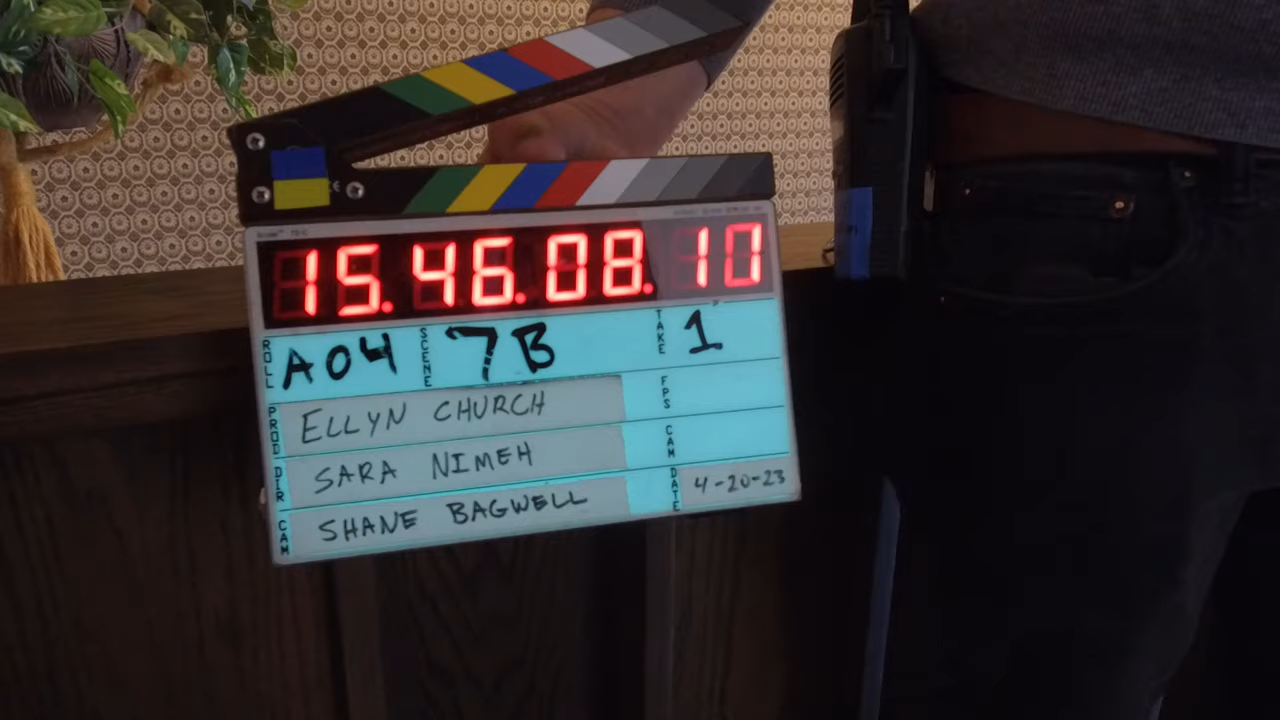 15.46.08.10
ROLL A04 SCENE 7B TAKE 1
PROD ELLYN CHURCH FPS
DIR SARA NIMEH CAM
CAM SHANE BAGWELL DATE 4-20-23